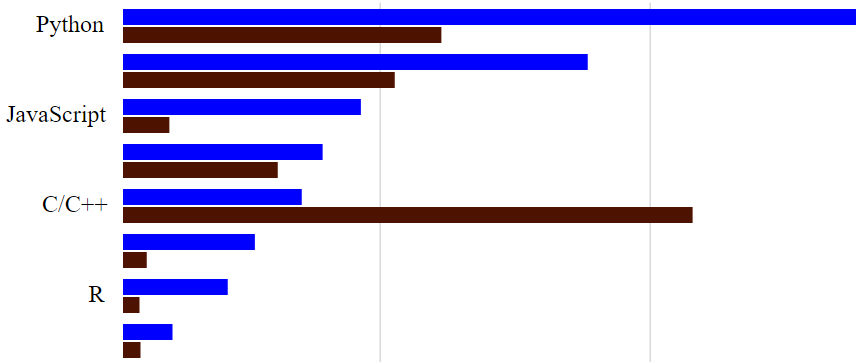 Python
JavaScript
C/C++
R